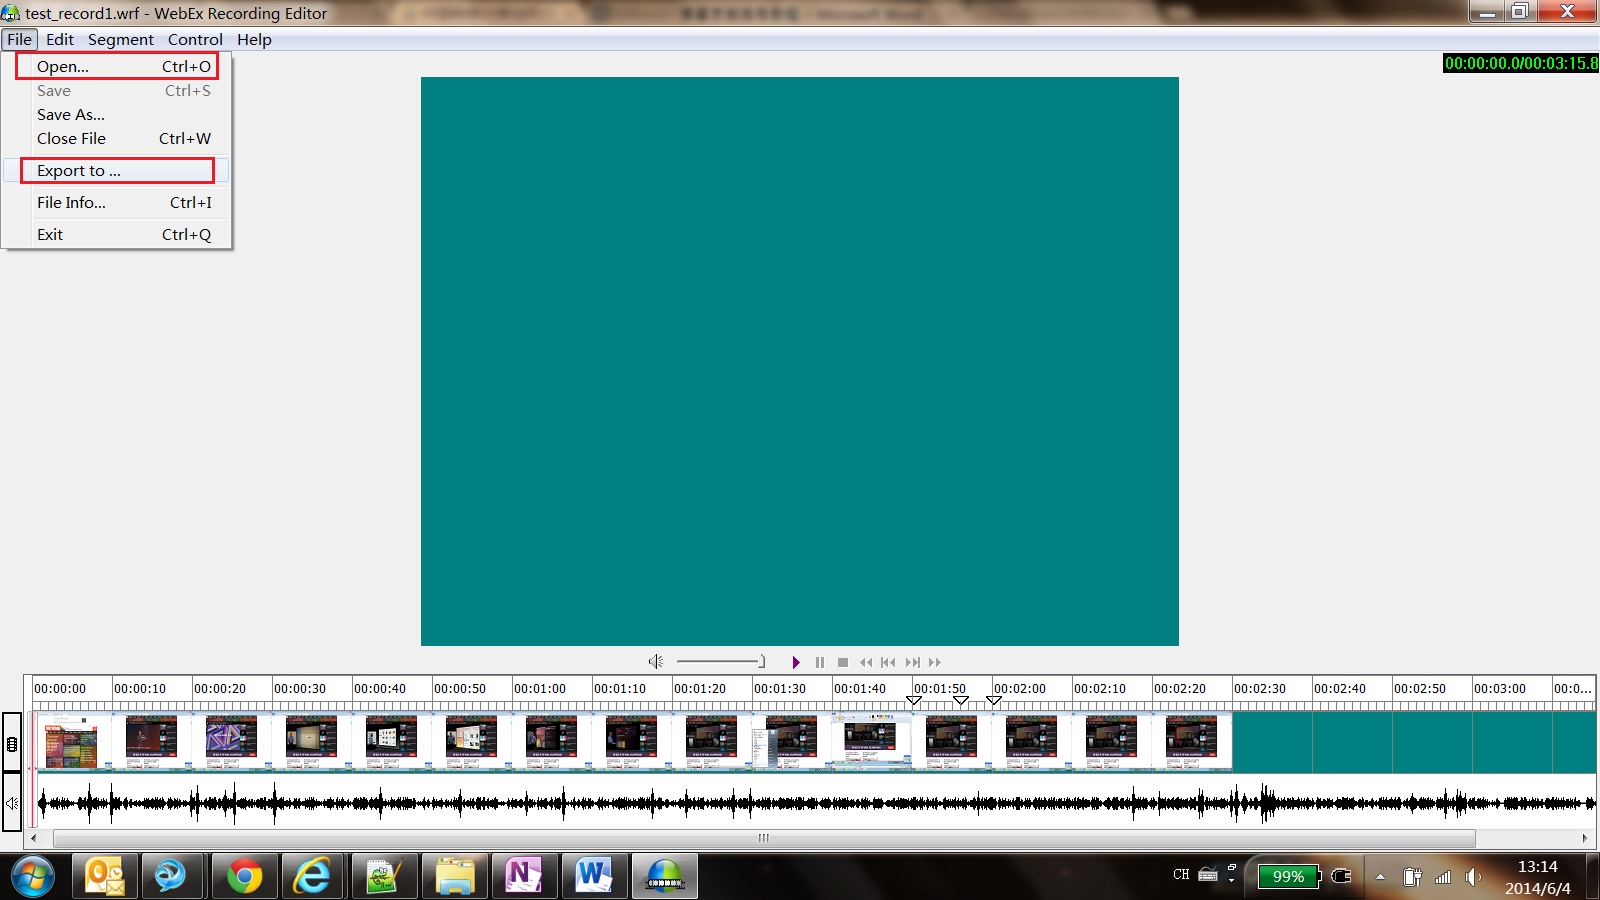 test_record1.wrf - WebEx Recording Editor
File Edit Segment Control Help
Open... Ctrl+O
Save Ctrl+S
Save As...
Close File Ctrl+W
Export to ...
File Info... Ctrl+I
Exit Ctrl+Q
00:00:00.0/00:03:15.8
00:00:00 00:00:10 00:00:20 00:00:30 00:00:40 00:00:50 00:01:00 00:01:10 00:01:20 00:01:30 00:01:40 00:01:50 00:02:00 00:02:10 00:02:20 00:02:30 00:02:40 00:02:50 00:03:00 00:0...
CH
99%
13:14
2014/6/4